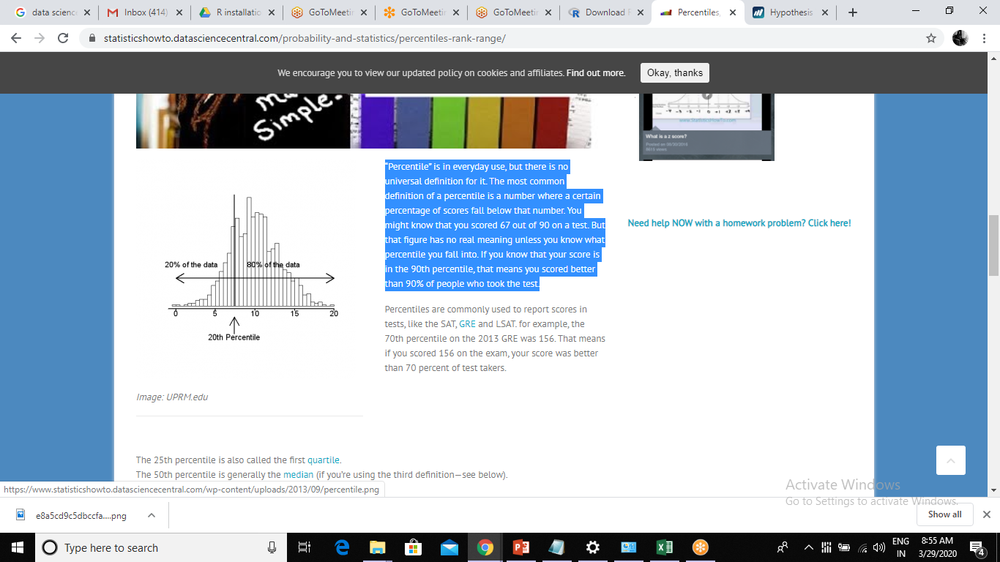 data science
Inbox (414)
R installatio
GoToMeetin
GoToMeetin
GoToMeetin
Download R
Percentiles,
Hypothesis
statisticshowto.datasciencecentral.com/probability-and-statistics/percentiles-rank-range/
We encourage you to view our updated policy on cookies and affiliates. Find out more.
Okay, thanks
Simple.
www.StatisticsHowTo.com
What is a z score?
Posted on 08/30/2016
“Percentile” is in everyday use, but there is no
universal definition for it. The most common
definition of a percentile is a number where a certain
percentage of scores fall below that number. You
might know that you scored 67 out of 90 on a test. But
that figure has no real meaning unless you know what
percentile you fall into. If you know that your score is
in the 90th percentile, that means you scored better
than 90% of people who took the test.
Need help NOW with a homework problem? Click here!
20% of the data
80% of the data
0 5 10 15 20
20th Percentile
Percentiles are commonly used to report scores in
tests, like the SAT, GRE and LSAT. for example, the
70th percentile on the 2013 GRE was 156. That means
if you scored 156 on the exam, your score was better
than 70 percent of test takers.
Image: UPRM.edu
The 25th percentile is also called the first quartile.
The 50th percentile is generally the median (if you’re using the third definition—see below).
https://www.statisticshowto.datasciencecentral.com/wp-content/uploads/2013/09/percentile.png
Activate Windows
Go to Settings to activate Windows.
e8a5cd9c5dbccfa....png
Show all
Type here to search
ENG
IN
8:55 AM
3/29/2020
4